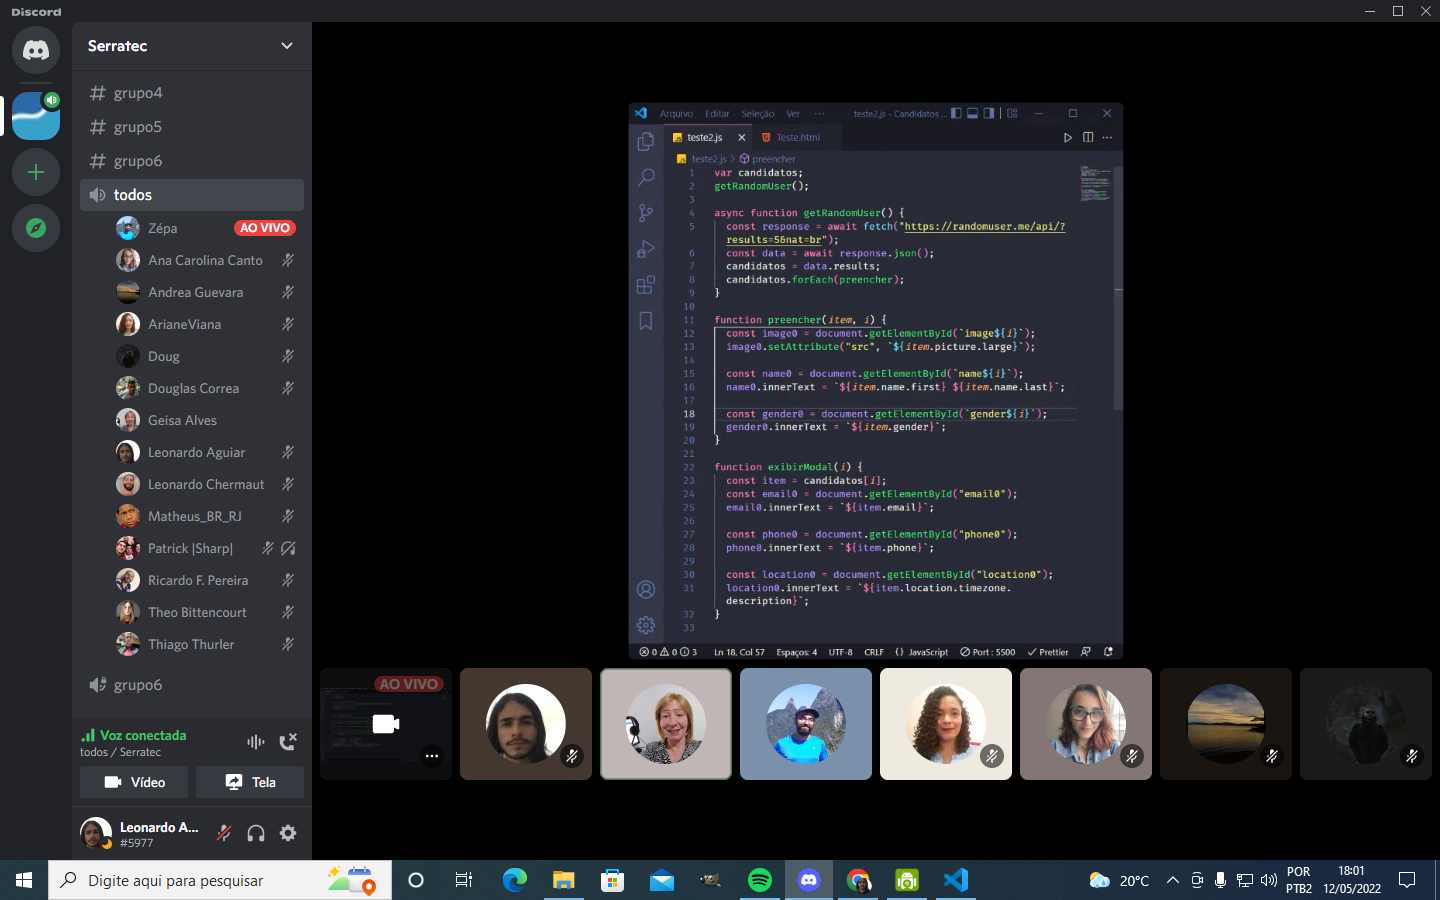 Discord
Serratec
grupo4
grupo5
grupo6
todos
Zépa
AO VIVO
Ana Carolina Canto
Andrea Guevara
ArianeViana
Doug
Douglas Correa
Geisa Alves
Leonardo Aguiar
Leonardo Chermaut
Matheus_BR_RJ
Patrick |Sharp|
Ricardo F. Pereira
Theo Bittencourt
Thiago Thurler
grupo6
Voz conectada
todos / Serratec
Vídeo
Tela
Leonardo A...
#5977
Arquivo Editar Seleção Ver ··· teste2.js - Candidatos ...
teste2.js Teste.html
teste2.js > preencher
1 var candidatos;
2 getRandomUser();
3
4 async function getRandomUser() {
5 const response = await fetch("https://randomuser.me/api/?
results=5&nat=br");
6 const data = await response.json();
7 candidatos = data.results;
8 candidatos.forEach(preencher);
9 }
10
11 function preencher(item, i) {
12 const image0 = document.getElementById(`image${i}`);
13 image0.setAttribute("src", `${item.picture.large}`);
14
15 const name0 = document.getElementById(`name${i}`);
16 name0.innerText = `${item.name.first} ${item.name.last}`;
17
18 const gender0 = document.getElementById(`gender${i}`);
19 gender0.innerText = `${item.gender}`;
20 }
21
22 function exibirModal(i) {
23 const item = candidatos[i];
24 const email0 = document.getElementById("email0");
25 email0.innerText = `${item.email}`;
26
27 const phone0 = document.getElementById("phone0");
28 phone0.innerText = `${item.phone}`;
29
30 const location0 = document.getElementById("location0");
31 location0.innerText = `${item.location.timezone.
description}`;
32 }
33
0 0 3 Ln 18, Col 57 Espaços: 4 UTF-8 CRLF {} JavaScript Port : 5500 Prettier
AO VIVO
Digite aqui para pesquisar
20°C
POR
PTB2
18:01
12/05/2022